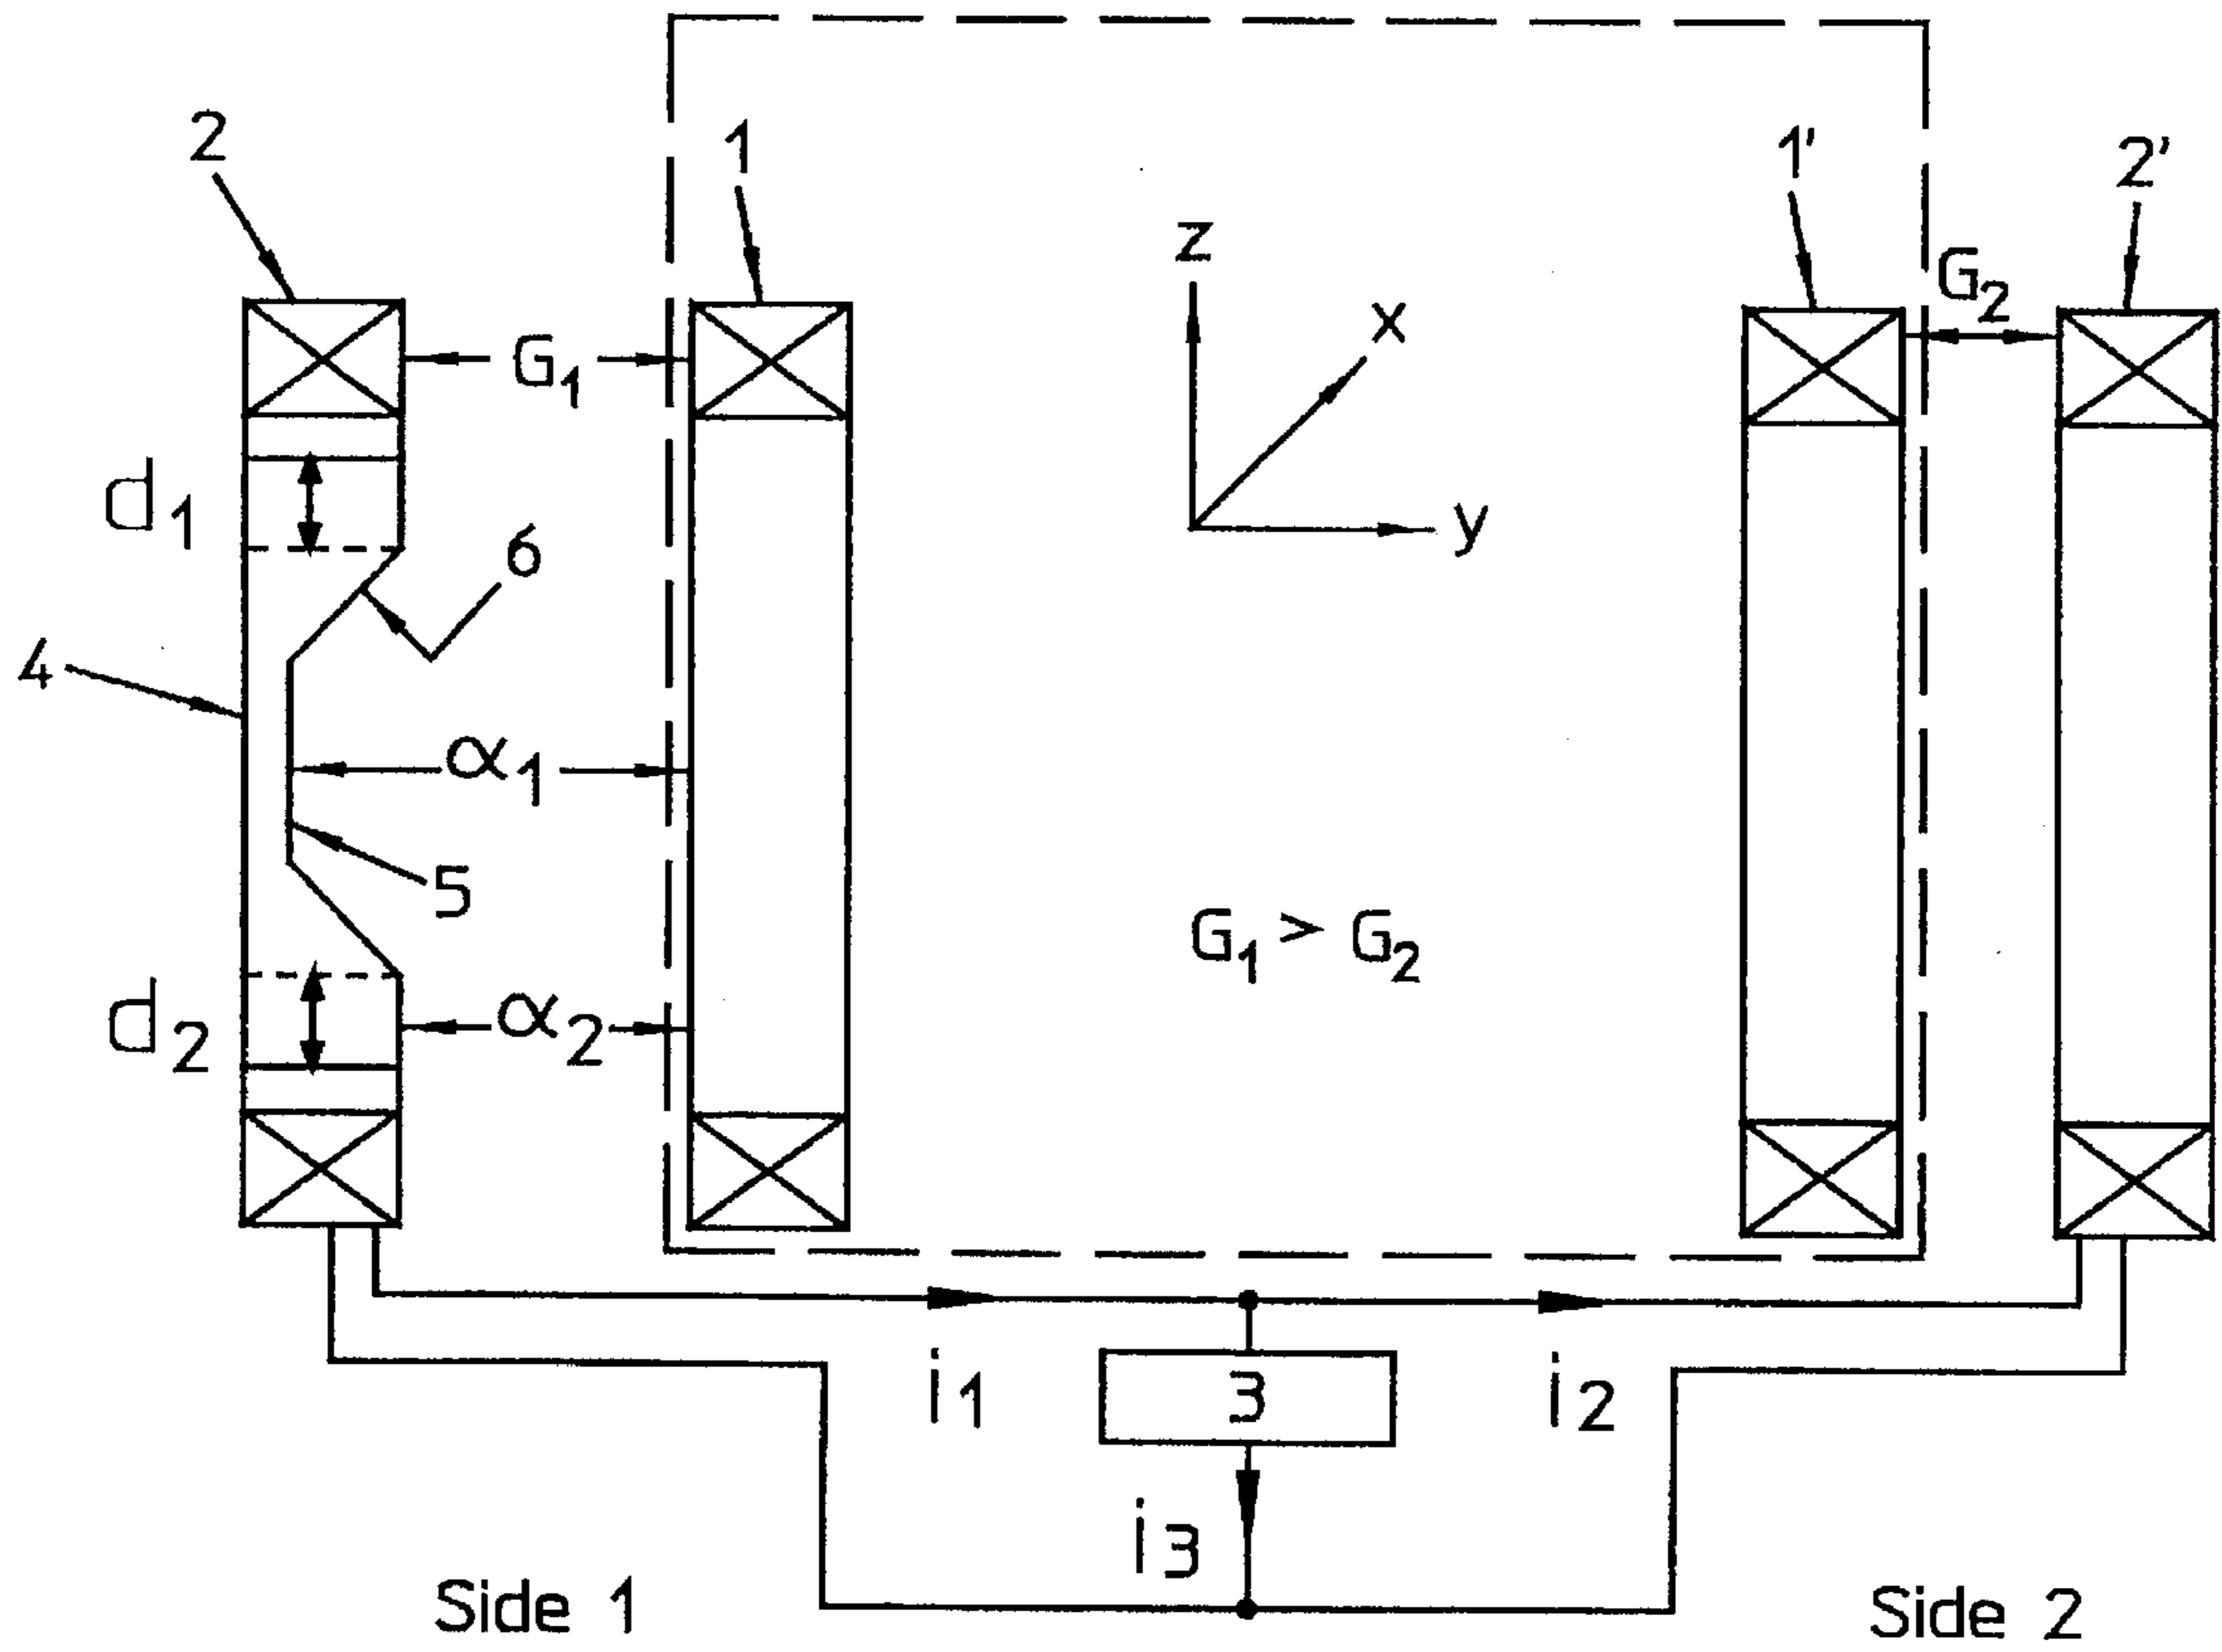 2
1
1'
2'
z
x
G₂
G₁
d₁
6
y
4
α₁
5
G₁ > G₂
d₂
α₂
i₁
3
i₂
i₃
Side 1
Side 2